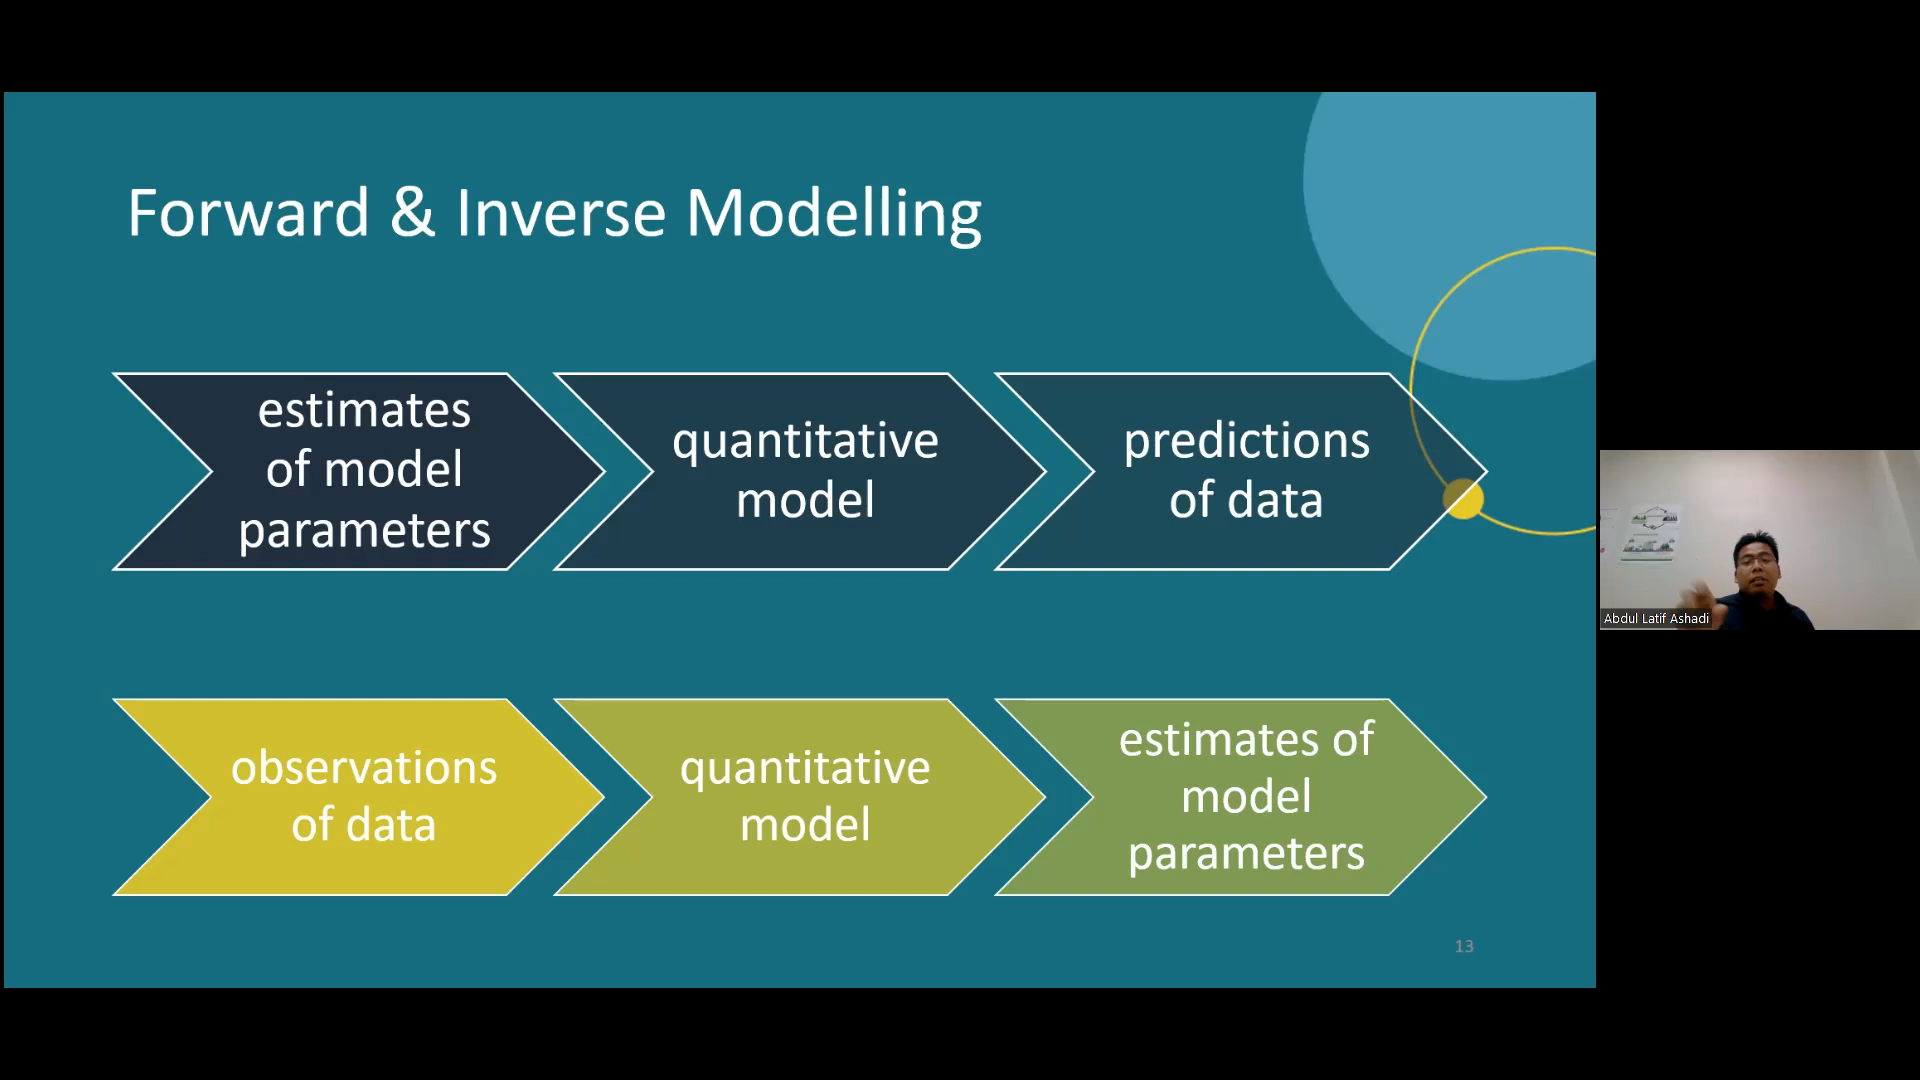 Forward & Inverse Modelling
estimates
of model
parameters
quantitative
model
predictions
of data
observations
of data
quantitative
model
estimates of
model
parameters
13
Abdul Latif Ashadi